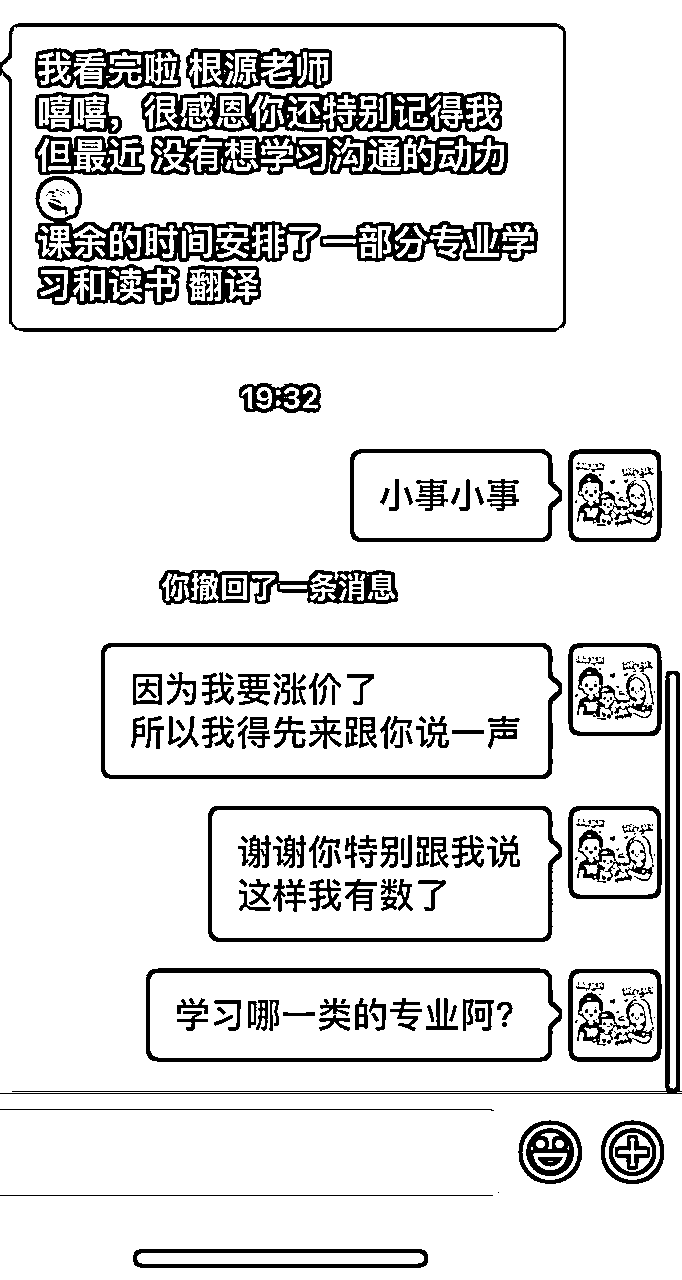 我看完啦 根源老师
嘻嘻，很感恩你还特别记得我
但最近 没有想学习沟通的动力
课余的时间安排了一部分专业学
习和读书 翻译
19:32
小事小事
你撤回了一条消息
因为我要涨价了
所以我得先来跟你说一声
谢谢你特别跟我说
这样我有数了
学习哪一类的专业阿?